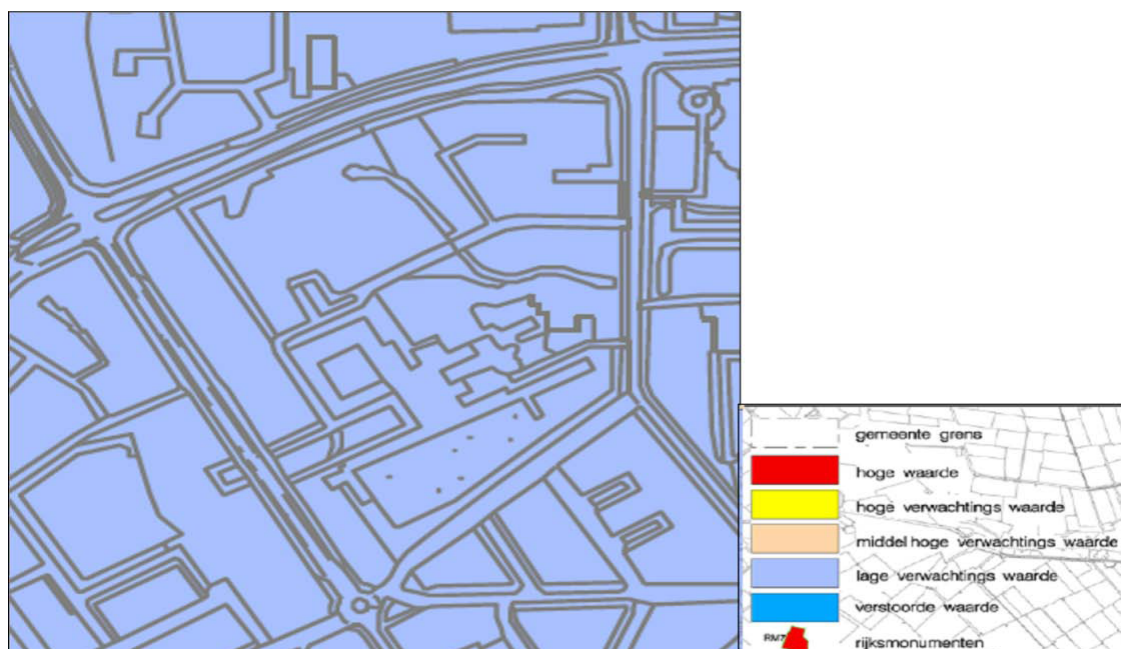 gemeente grens
hoge waarde
hoge verwachtings waarde
middel hoge verwachtings waarde
lage verwachtings waarde
verstoorde waarde
rijksmonumenten